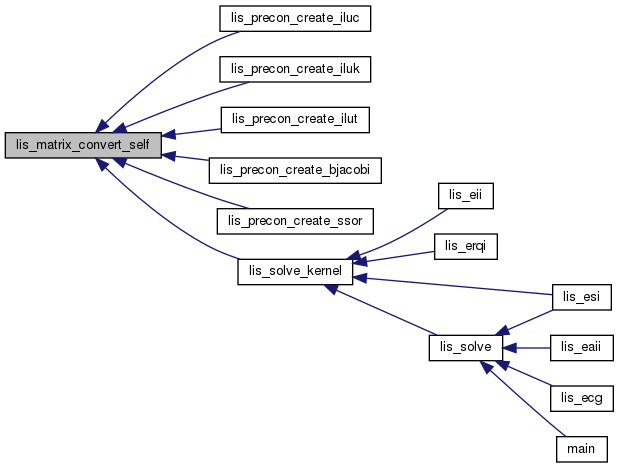 lis_precon_create_iluc
lis_precon_create_iluk
lis_precon_create_ilut
lis_matrix_convert_self
lis_precon_create_bjacobi
lis_eii
lis_precon_create_ssor
lis_erqi
lis_solve_kernel
lis_esi
lis_solve
lis_eaii
lis_ecg
main